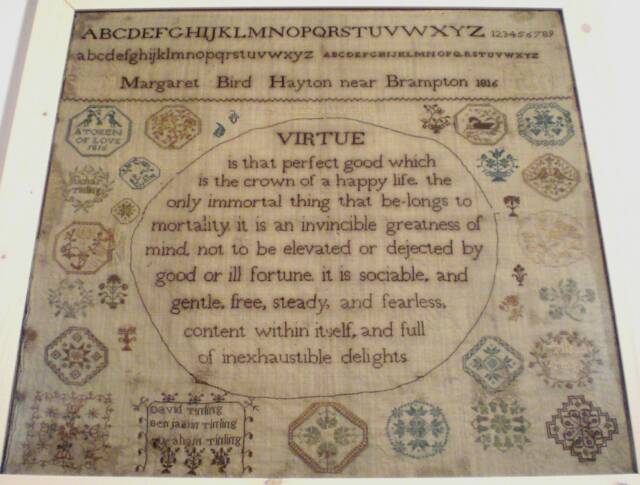 ABCDEFGHIJKLMNOPQRSTUVWXYZ 123456789
abcdefghijklmnopqrstuvwxyz ABCDEFGHIJKLMNOPQRSTUVWXYZ
Margaret Bird Hayton near Brampton 1816
A TOKEN
OF LOVE
1816
VIRTUE
is that perfect good which
is the crown of a happy life. the
only immortal thing that be-longs to
mortality. it is an invincible greatness of
mind, not to be elevated or dejected by
good or ill fortune. it is sociable, and
gentle, free, steady, and fearless,
content within itself, and full
of inexhaustible delights
David Tinling
Benjamin Tinling
Tinling